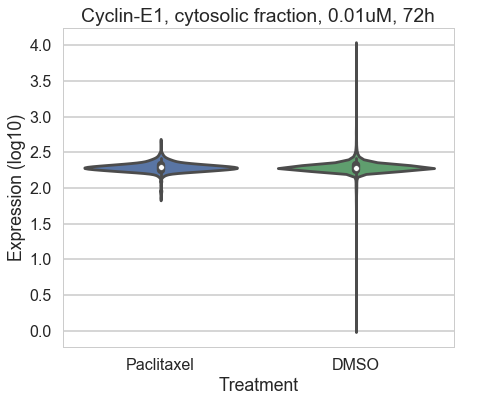 Cyclin-E1, cytosolic fraction, 0.01uM, 72h
4.0
3.5
3.0
2.5
2.0
1.5
1.0
0.5
0.0
Expression (log10)
Paclitaxel DMSO
Treatment